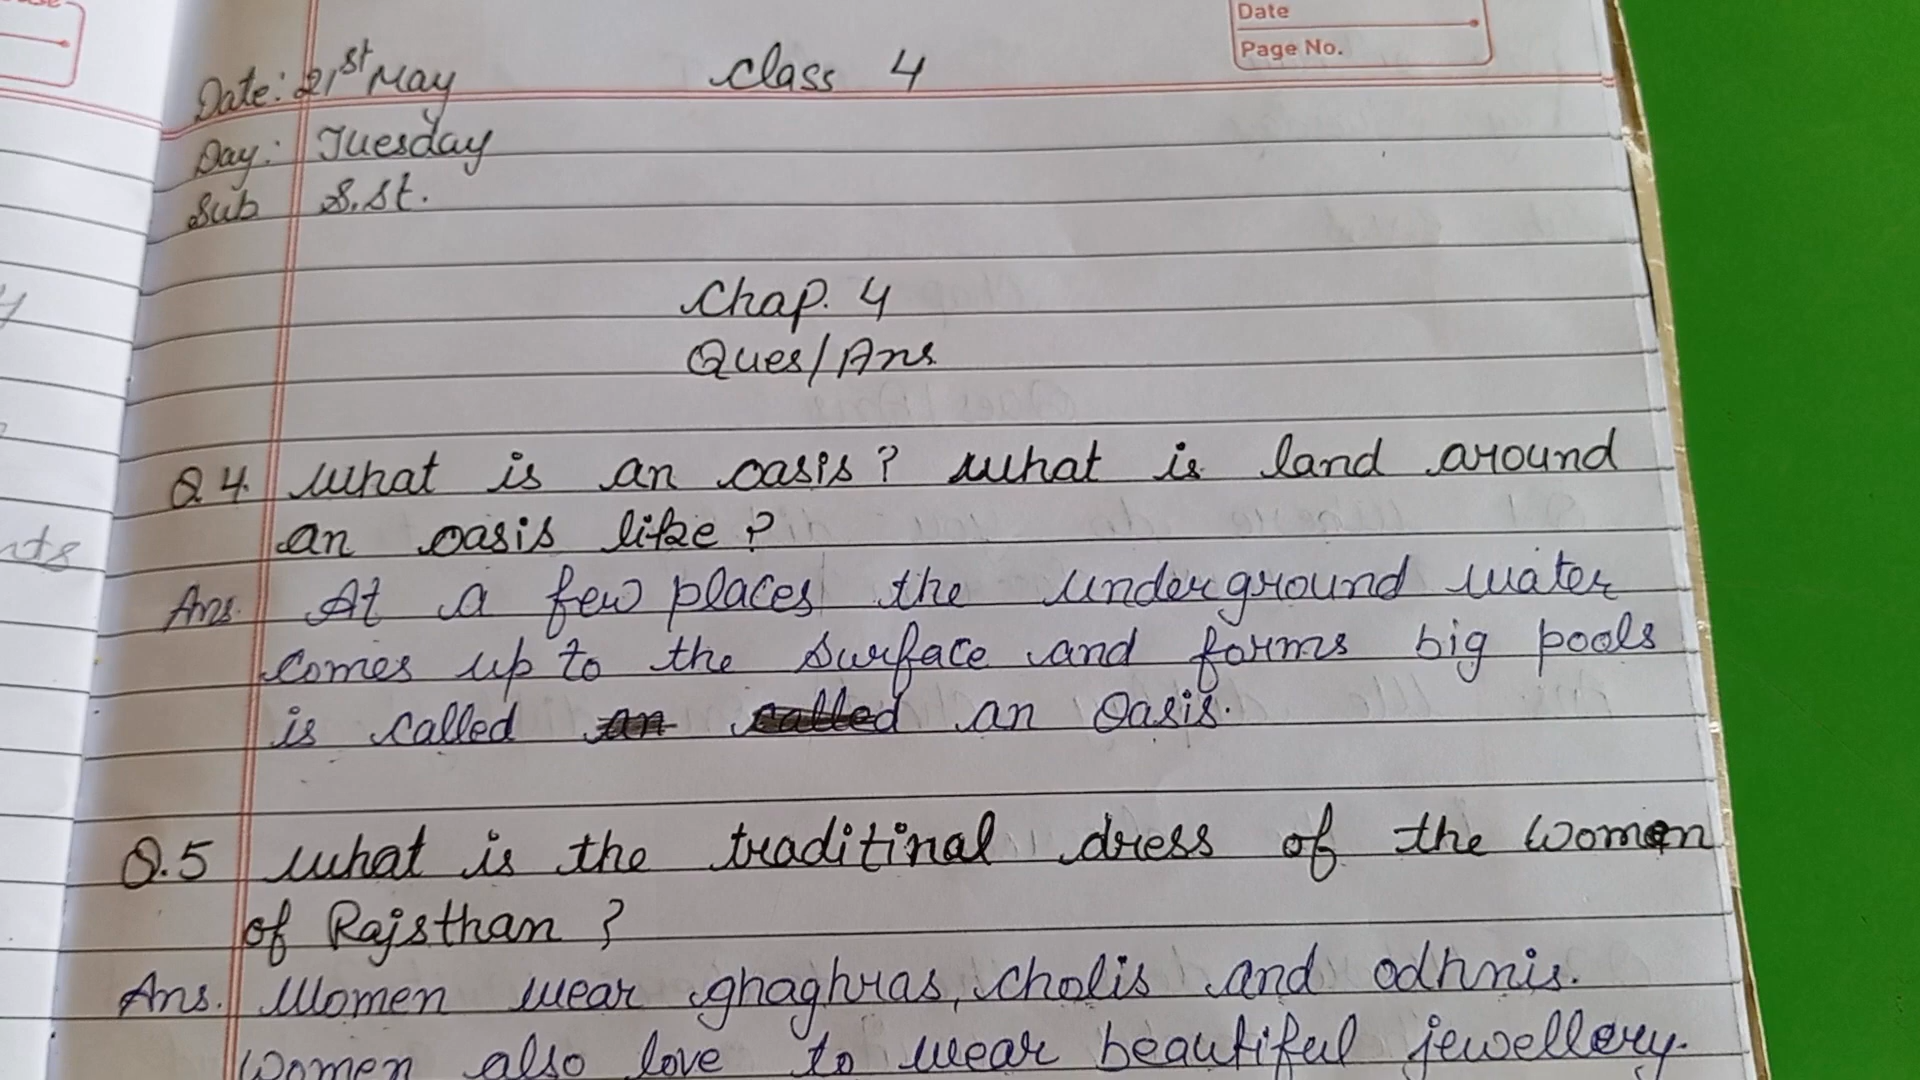 Date
Page No.
Class 4
Date: 21st May
Day: Tuesday
Sub S.St.
Chap. 4
Ques/Ans
Q 4. What is an oasis? What is land around
an oasis like?
Ans. At a few places the underground water
comes up to the surface and forms big pools
is called an Oasis.
Q.5 What is the traditinal dress of the women
of Rajsthan?
Ans. Women wear ghaghras, cholis and odhnis.
Women also love to wear beautiful jewellery.